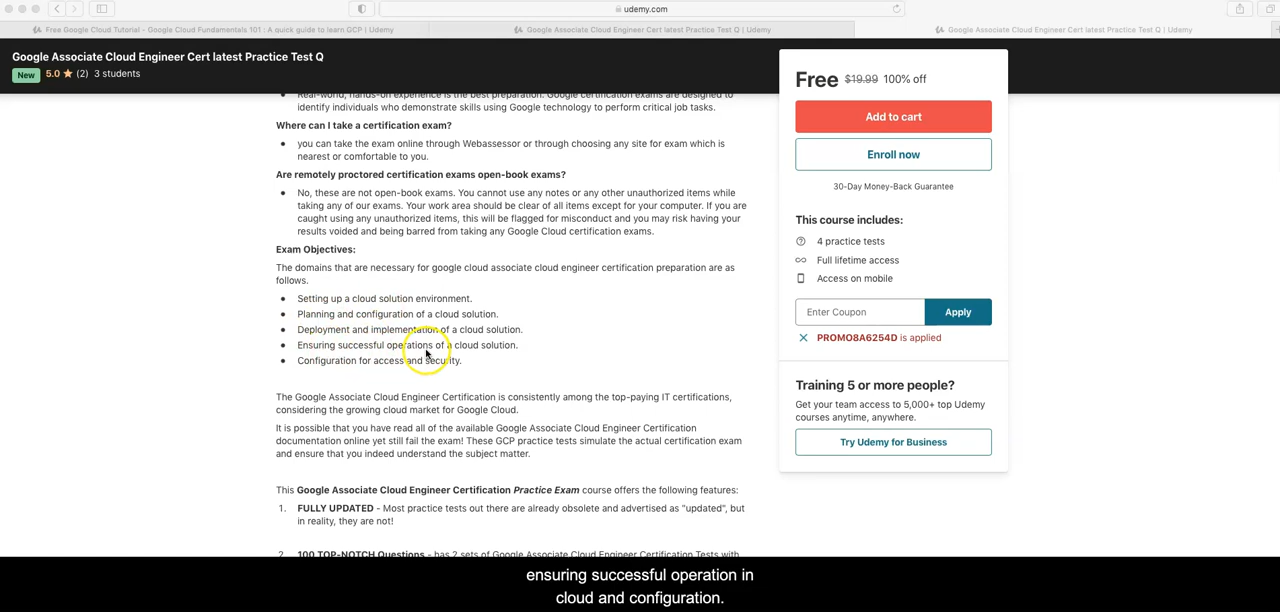 udemy.com
Free Google Cloud Tutorial - Google Cloud Fundamentals 101 : A quick guide to learn GCP | Udemy
Google Associate Cloud Engineer Cert latest Practice Test Q | Udemy
Google Associate Cloud Engineer Cert latest Practice Test Q | Udemy
Google Associate Cloud Engineer Cert latest Practice Test Q
New 5.0 (2) 3 students
Real-world, hands-on experience is the best preparation. Google certification exams are designed to
identify individuals who demonstrate skills using Google technology to perform critical job tasks.
Where can I take a certification exam?
you can take the exam online through Webassessor or through choosing any site for exam which is
nearest or comfortable to you.
Are remotely proctored certification exams open-book exams?
No, these are not open-book exams. You cannot use any notes or any other unauthorized items while
taking any of our exams. Your work area should be clear of all items except for your computer. If you are
caught using any unauthorized items, this will be flagged for misconduct and you may risk having your
results voided and being barred from taking any Google Cloud certification exams.
Exam Objectives:
The domains that are necessary for google cloud associate cloud engineer certification preparation are as
follows.
Setting up a cloud solution environment.
Planning and configuration of a cloud solution.
Deployment and implementation of a cloud solution.
Ensuring successful operations of a cloud solution.
Configuration for access and security.
The Google Associate Cloud Engineer Certification is consistently among the top-paying IT certifications,
considering the growing cloud market for Google Cloud.
It is possible that you have read all of the available Google Associate Cloud Engineer Certification
documentation online yet still fail the exam! These GCP practice tests simulate the actual certification exam
and ensure that you indeed understand the subject matter.
This Google Associate Cloud Engineer Certification Practice Exam course offers the following features:
1. FULLY UPDATED - Most practice tests out there are already obsolete and advertised as "updated", but
in reality, they are not!
2. 100 TOP-NOTCH Questions - has 2 sets of Google Associate Cloud Engineer Certification Tests with
Free $19.99 100% off
Add to cart
Enroll now
30-Day Money-Back Guarantee
This course includes:
4 practice tests
Full lifetime access
Access on mobile
Enter Coupon
Apply
PROMO8A6254D is applied
Training 5 or more people?
Get your team access to 5,000+ top Udemy
courses anytime, anywhere.
Try Udemy for Business
ensuring successful operation in
cloud and configuration.